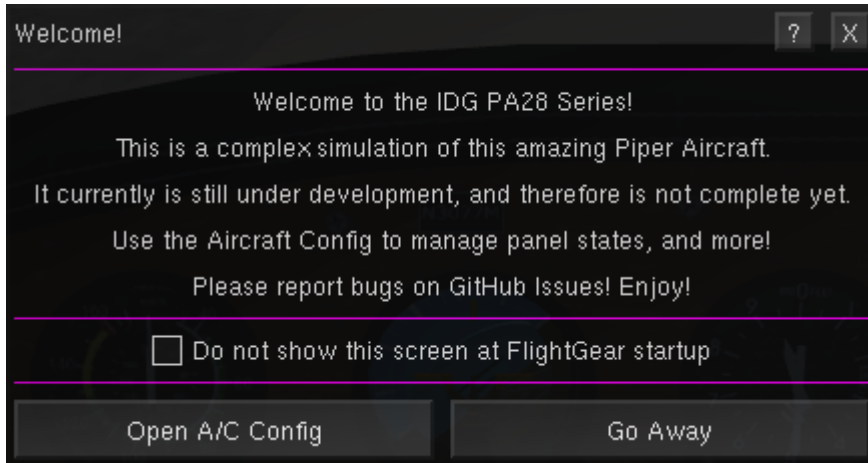 Welcome!
? X
Welcome to the IDG PA28 Series!
This is a complex simulation of this amazing Piper Aircraft.
It currently is still under development, and therefore is not complete yet.
Use the Aircraft Config to manage panel states, and more!
Please report bugs on GitHub Issues! Enjoy!
Do not show this screen at FlightGear startup
Open A/C Config
Go Away